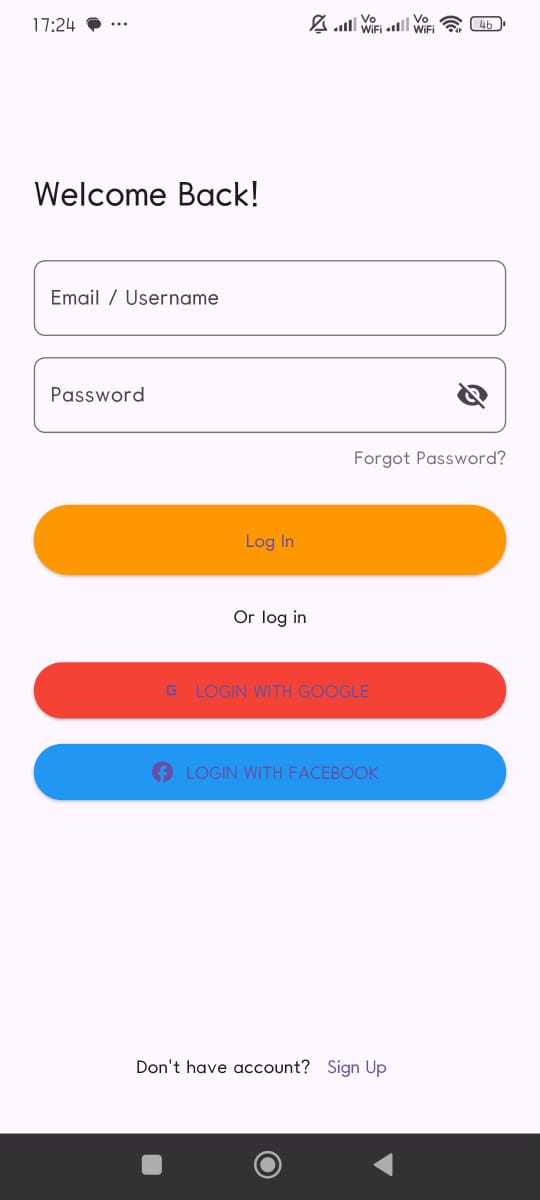 17:24
Vo WiFi Vo WiFi 46
Welcome Back!
Email / Username
Password
Forgot Password?
Log In
Or log in
G LOGIN WITH GOOGLE
LOGIN WITH FACEBOOK
Don't have account? Sign Up